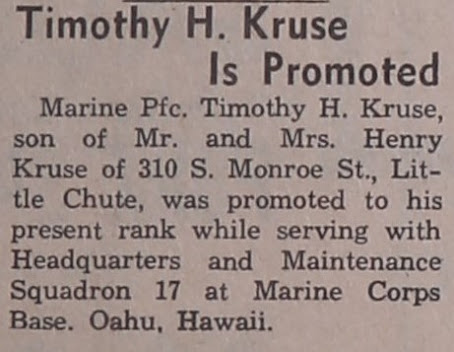 Timothy H. Kruse
Is Promoted
Marine Pfc. Timothy H. Kruse,
son of Mr. and Mrs. Henry
Kruse of 310 S. Monroe St., Lit-
tle Chute, was promoted to his
present rank while serving with
Headquarters and Maintenance
Squadron 17 at Marine Corps
Base. Oahu, Hawaii.